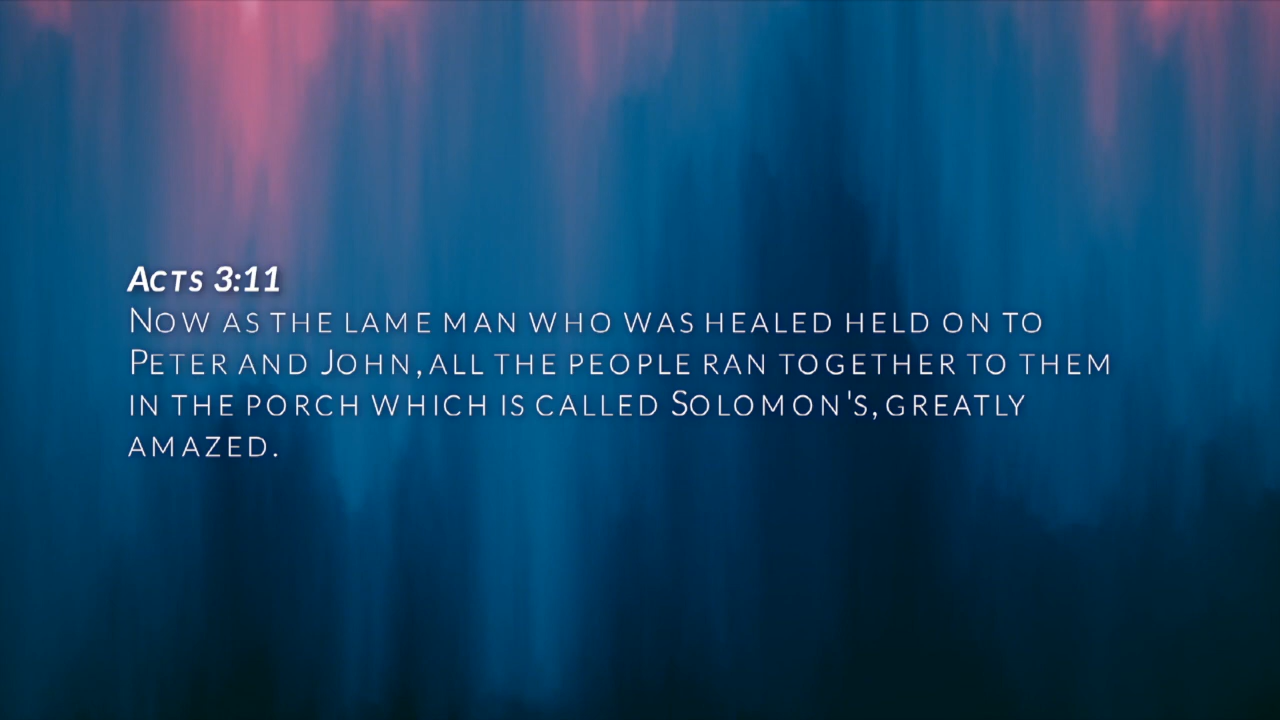 Acts 3:11
Now as the lame man who was healed held on to
Peter and John, all the people ran together to them
in the porch which is called Solomon's, greatly
amazed.